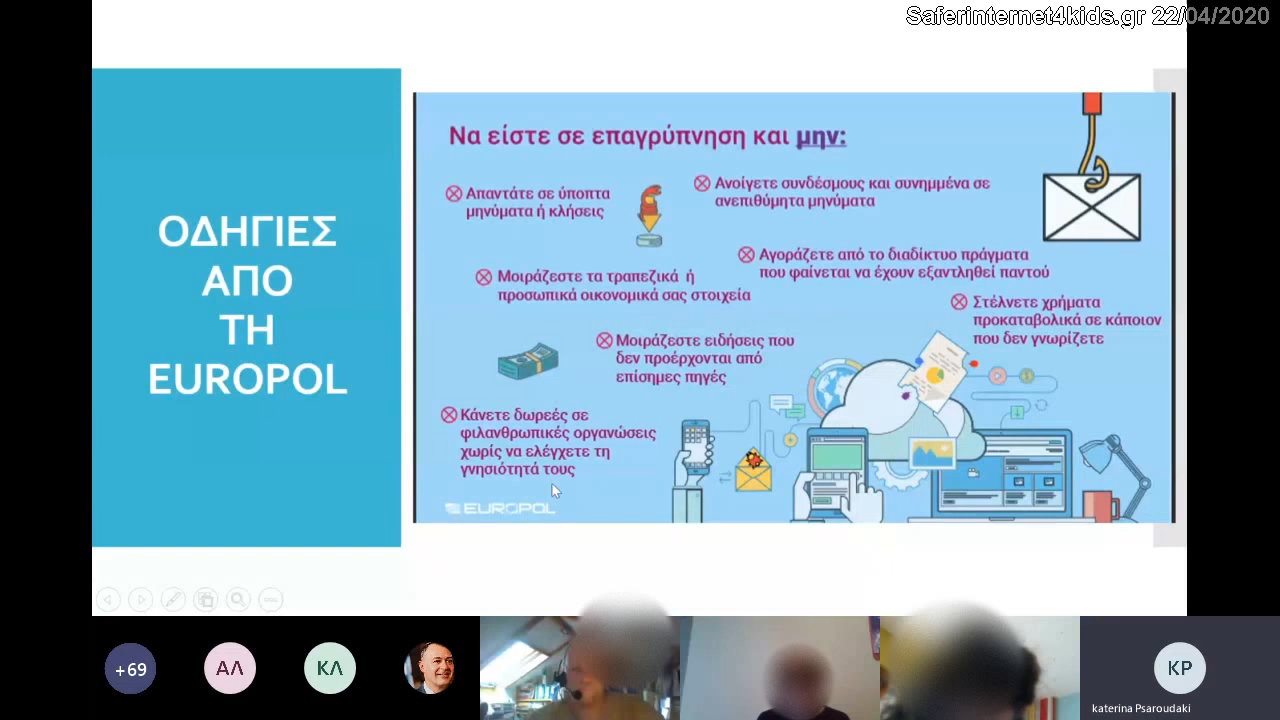 Saferinternet4kids.gr 22/04/2020
ΟΔΗΓΙΕΣ
ΑΠΟ
ΤΗ
EUROPOL
Να είστε σε επαγρύπνηση και μην:
Απαντάτε σε ύποπτα
μηνύματα ή κλήσεις
Ανοίγετε συνδέσμους και συνημμένα σε
ανεπιθύμητα μηνύματα
Αγοράζετε από το διαδίκτυο πράγματα
που φαίνεται να έχουν εξαντληθεί παντού
Μοιράζεστε τα τραπεζικά ή
προσωπικά οικονομικά σας στοιχεία
Στέλνετε χρήματα
προκαταβολικά σε κάποιον
που δεν γνωρίζετε
Μοιράζεστε ειδήσεις που
δεν προέρχονται από
επίσημες πηγές
Κάνετε δωρεές σε
φιλανθρωπικές οργανώσεις
χωρίς να ελέγχετε τη
γνησιότητά τους
EUROPOL
+69
ΑΛ
ΚΛ
KP
katerina Psaroudaki